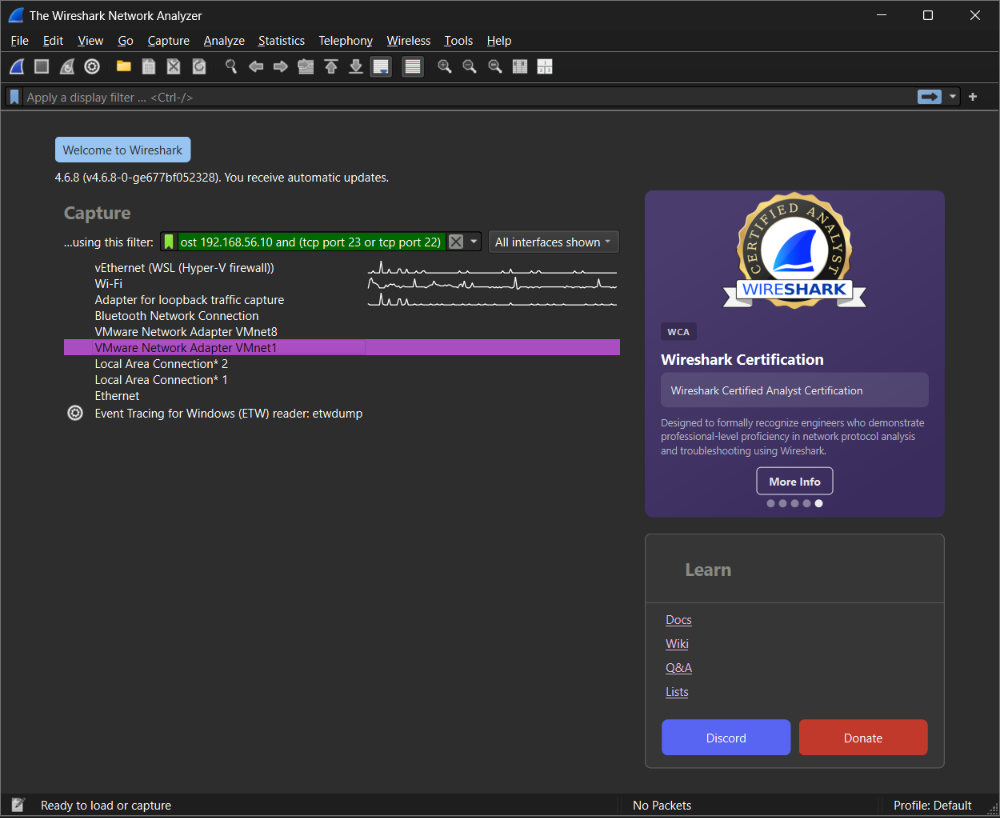 The Wireshark Network Analyzer
File Edit View Go Capture Analyze Statistics Telephony Wireless Tools Help
Apply a display filter ... <Ctrl-/>
Welcome to Wireshark
4.6.8 (v4.6.8-0-ge677bf052328). You receive automatic updates.
Capture
...using this filter: ost 192.168.56.10 and (tcp port 23 or tcp port 22) All interfaces shown
vEthernet (WSL (Hyper-V firewall))
Wi-Fi
Adapter for loopback traffic capture
Bluetooth Network Connection
VMware Network Adapter VMnet8
VMware Network Adapter VMnet1
Local Area Connection* 2
Local Area Connection* 1
Ethernet
Event Tracing for Windows (ETW) reader: etwdump
CERTIFIED ANALYST
WIRESHARK
WCA
Wireshark Certification
Wireshark Certified Analyst Certification
Designed to formally recognize engineers who demonstrate
professional-level proficiency in network protocol analysis
and troubleshooting using Wireshark.
More Info
Learn
Docs
Wiki
Q&A
Lists
Discord Donate
Ready to load or capture No Packets Profile: Default